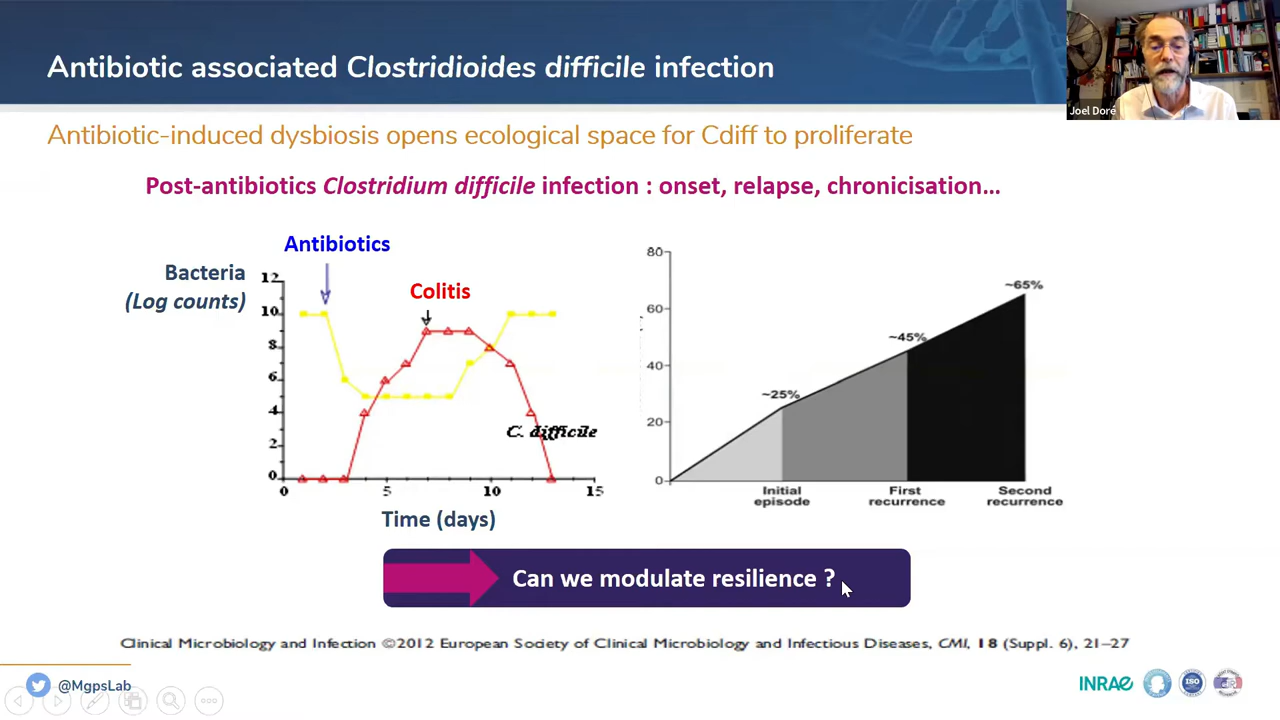 Antibiotic associated Clostridioides difficile infection
Joel Doré
Antibiotic-induced dysbiosis opens ecological space for Cdiff to proliferate
Post-antibiotics Clostridium difficile infection : onset, relapse, chronicisation...
Antibiotics
Bacteria
(Log counts)
Colitis
12
10
8
6
4
2
0
C. difficile
0
5
10
15
Time (days)
80
60
40
20
0
~25%
~45%
~65%
Initial
episode
First
recurrence
Second
recurrence
Can we modulate resilience ?
Clinical Microbiology and Infection ©2012 European Society of Clinical Microbiology and Infectious Diseases, CMI, 18 (Suppl. 6), 21–27
@MgpsLab
INRAE
ISO